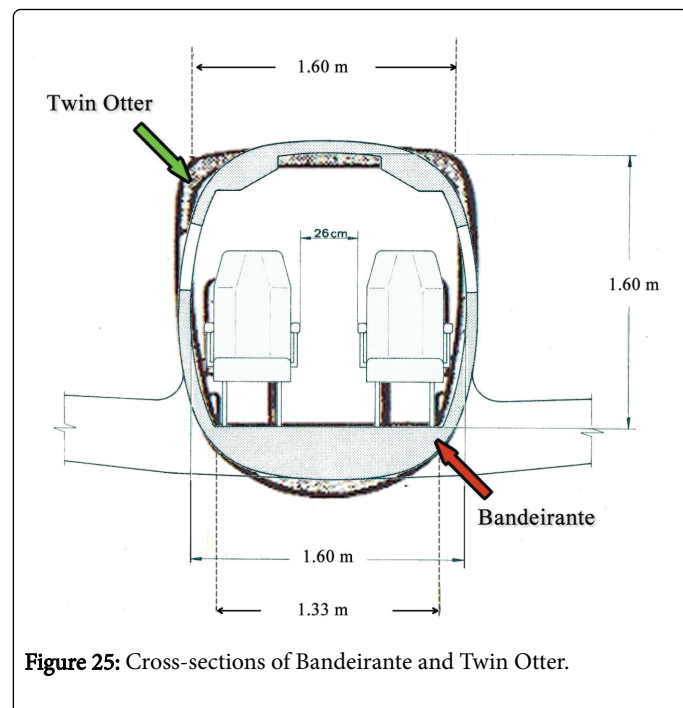 1.60 m
Twin Otter
26cm
1.60 m
Bandeirante
1.60 m
1.33 m
Figure 25: Cross-sections of Bandeirante and Twin Otter.